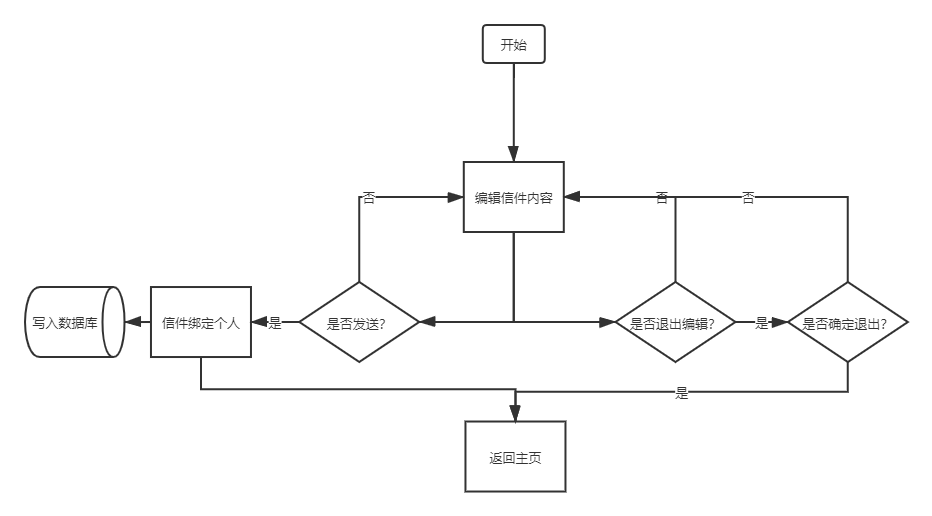 开始
编辑信件内容
否
否
否
写入数据库
信件绑定个人
是
是否发送?
是否退出编辑?
是
是否确定退出?
是
返回主页